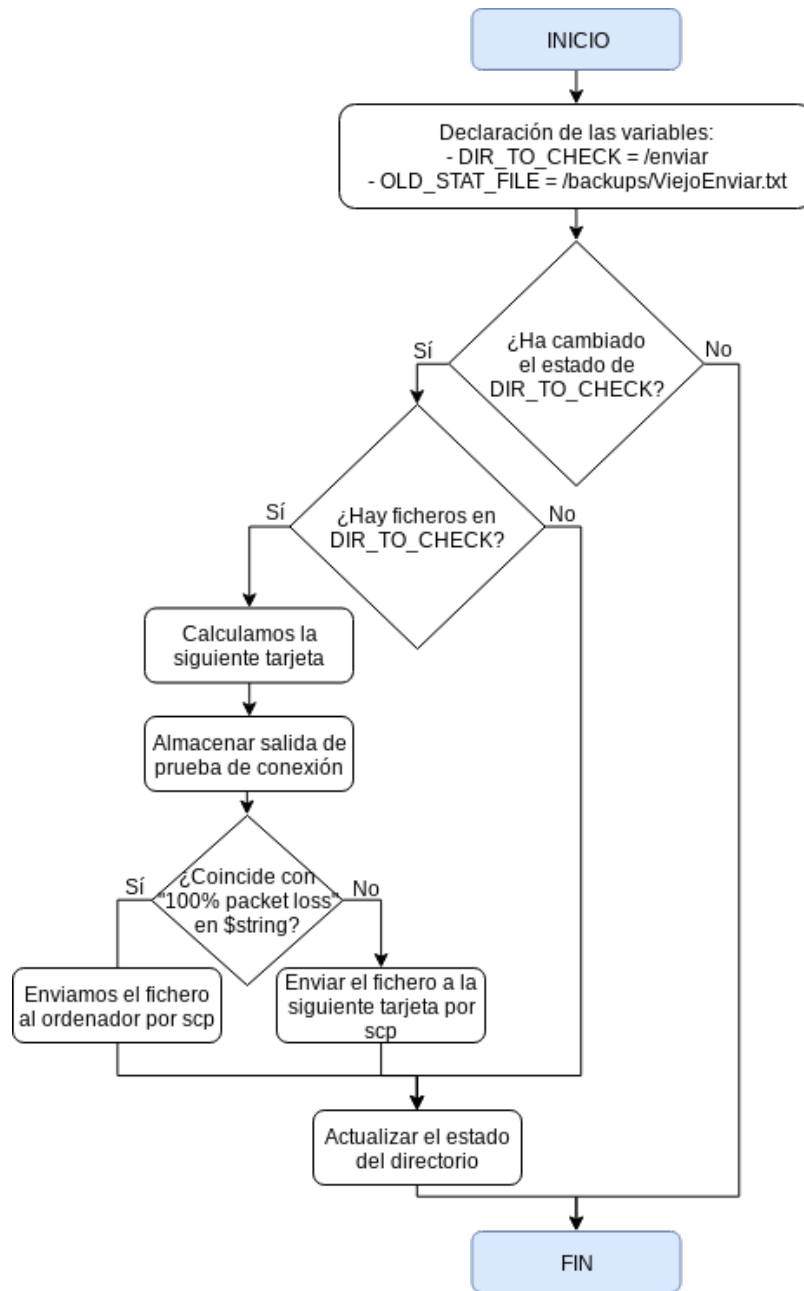 INICIO
Declaración de las variables:
- DIR_TO_CHECK = /enviar
- OLD_STAT_FILE = /backups/ViejoEnviar.txt
¿Ha cambiado
el estado de
DIR_TO_CHECK?
Sí
No
¿Hay ficheros en
DIR_TO_CHECK?
Sí
No
Calculamos la
siguiente tarjeta
Almacenar salida de
prueba de conexión
¿Coincide con
"100% packet loss"
en $string?
Sí
No
Enviamos el fichero
al ordenador por scp
Enviar el fichero a la
siguiente tarjeta por
scp
Actualizar el estado
del directorio
FIN